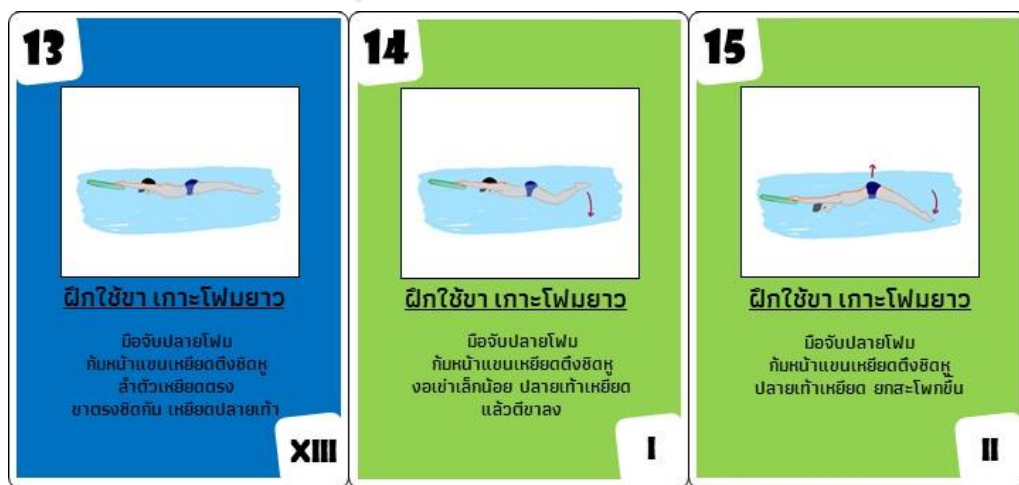 13
ฝึกใช้ขา เกาะโฟมยาว
มือจับปลายโฟม
ก้มหน้าแขนเหยียดตึงชิดหู
ลำตัวเหยียดตรง
ขาตรงชิดกัน เหยียดปลายเท้า
XIII
14
ฝึกใช้ขา เกาะโฟมยาว
มือจับปลายโฟม
ก้มหน้าแขนเหยียดตึงชิดหู
งอเข่าเล็กน้อย ปลายเท้าเหยียด
แล้วตีขาลง
I
15
ฝึกใช้ขา เกาะโฟมยาว
มือจับปลายโฟม
ก้มหน้าแขนเหยียดตึงชิดหู
ปลายเท้าเหยียด ยกสะโพกขึ้น
II